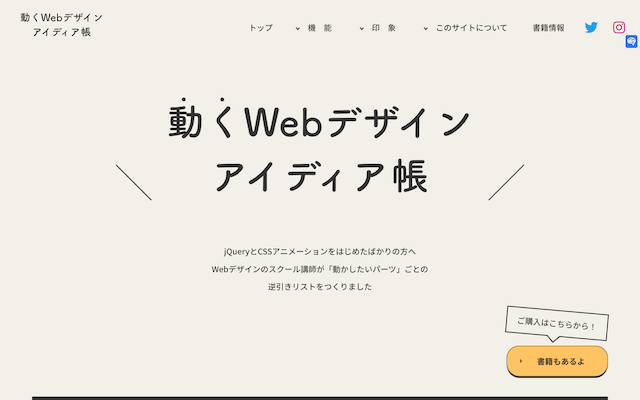 動くWebデザイン
アイディア帳
トップ
機　能
印　象
このサイトについて
書籍情報
動くWebデザイン
アイディア帳
jQueryとCSSアニメーションをはじめたばかりの方へ
Webデザインのスクール講師が「動かしたいパーツ」ごとの
逆引きリストをつくりました
ご購入はこちらから！
書籍もあるよ